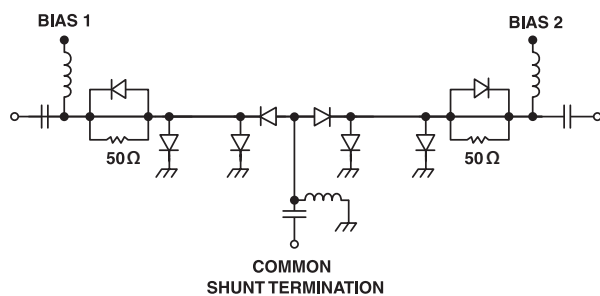 BIAS 1
BIAS 2
50Ω
50Ω
COMMON
SHUNT TERMINATION